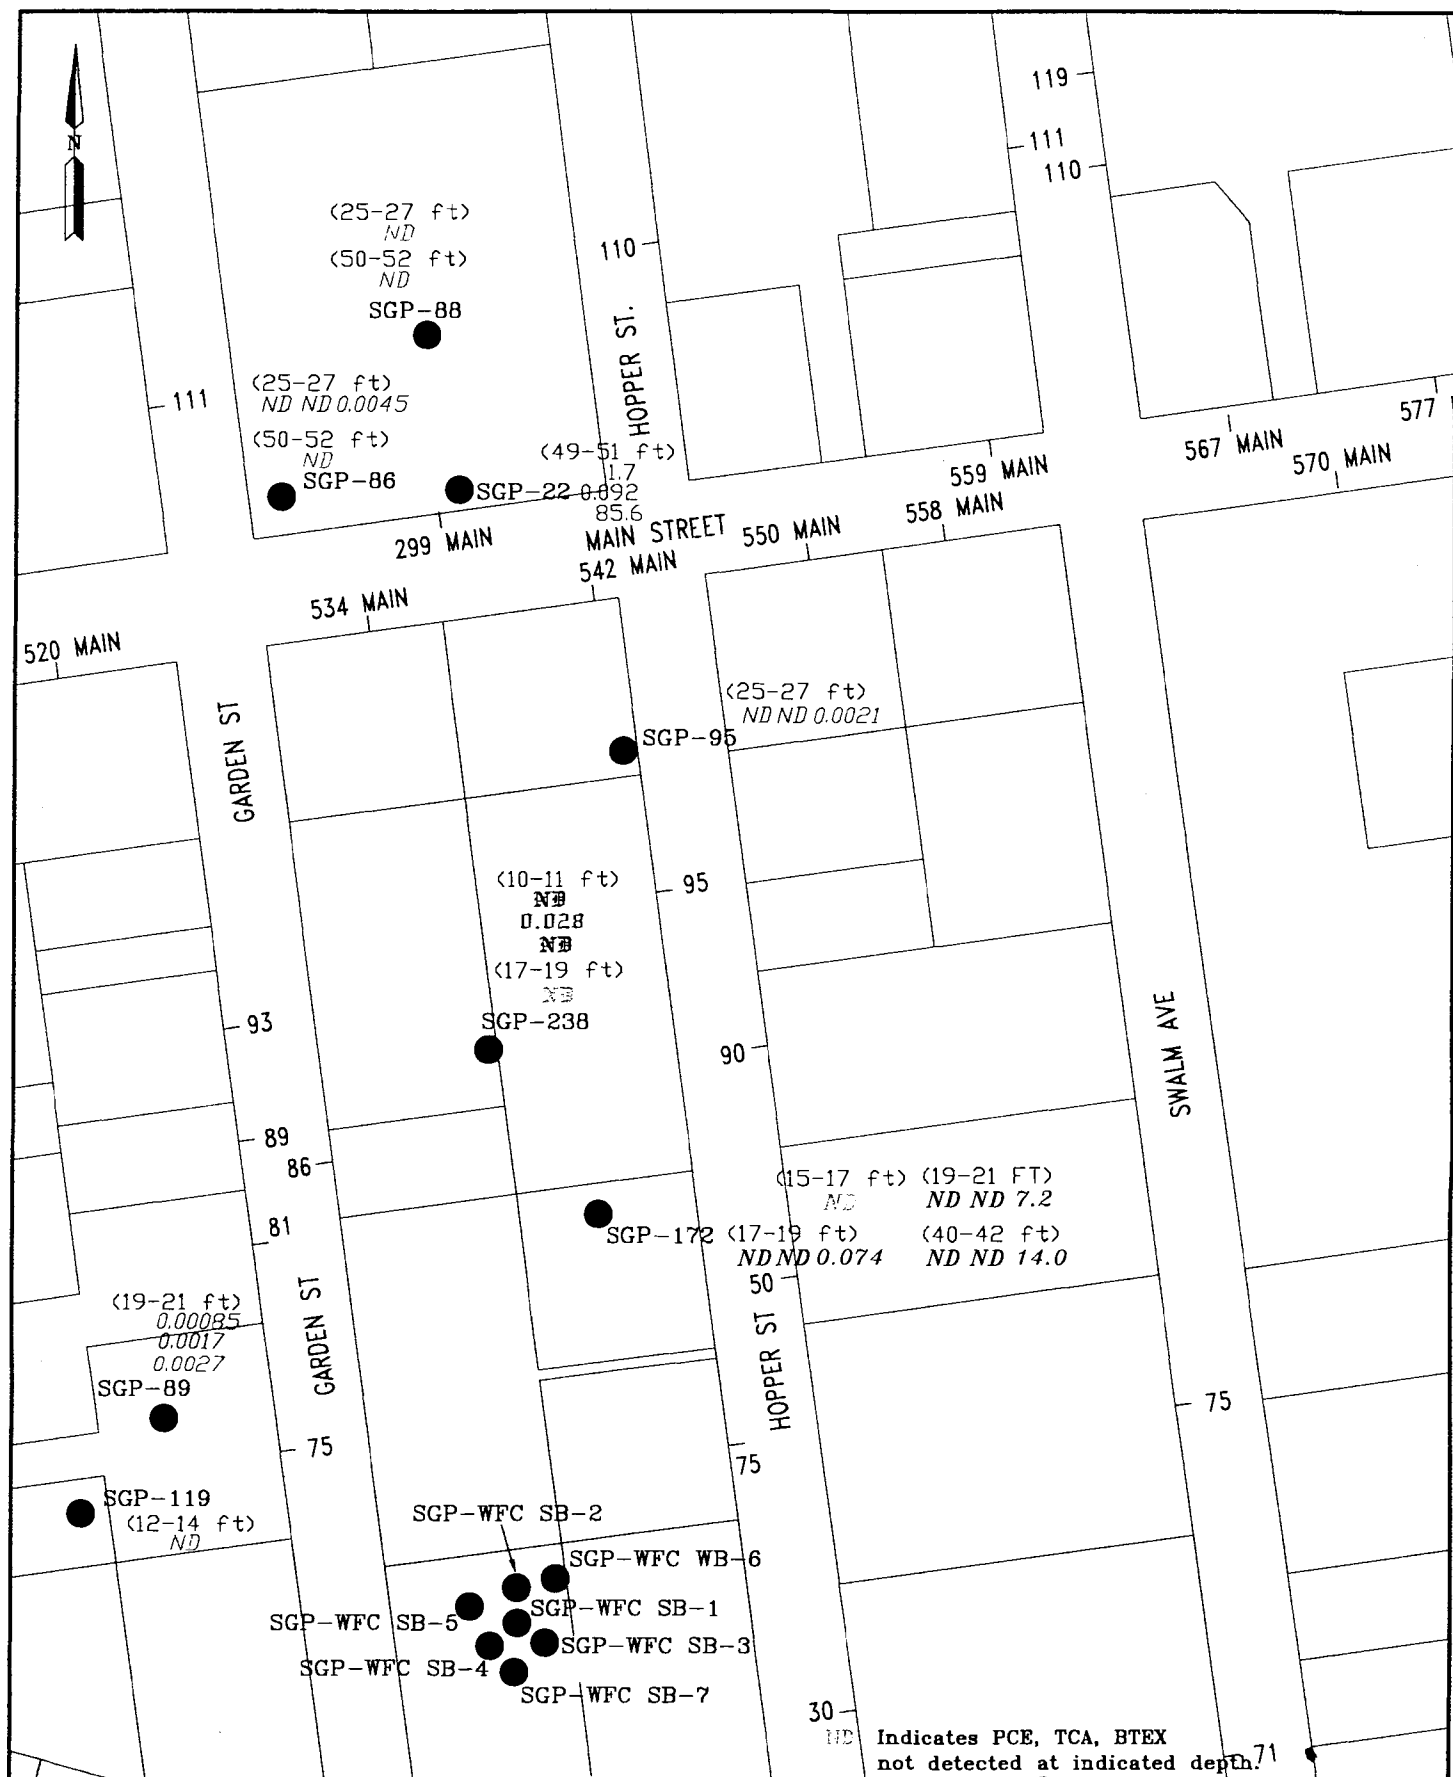 119
N
111
110
(25-27 ft)
ND
110
(50-52 ft)
ND
SGP-88
HOPPER ST.
(25-27 ft)
ND ND 0.0045
111
577
(50-52 ft)
ND
SGP-86
(49-51 ft)
1.7
SGP-22 0.092
85.6
567 MAIN
559 MAIN
570 MAIN
299 MAIN
MAIN STREET
550 MAIN
558 MAIN
542 MAIN
534 MAIN
520 MAIN
GARDEN ST
(25-27 ft)
ND ND 0.0021
SGP-95
(10-11 ft)
ND
0.028
ND
95
(17-19 ft)
ND
SGP-238
93
90
SWALM AVE
89
86
(15-17 ft) (19-21 FT)
ND ND ND 7.2
81
SGP-172 (17-19 ft) (40-42 ft)
ND ND 0.074 ND ND 14.0
50
GARDEN ST
(19-21 ft)
0.00085
0.0017
0.0027
SGP-89
HOPPER ST
75
75
75
SGP-119
(12-14 ft)
ND
SGP-WFC SB-2
SGP-WFC WB-6
SGP-WFC SB-1
SGP-WFC SB-5
SGP-WFC SB-3
SGP-WFC SB-4
SGP-WFC SB-7
30
ND Indicates PCE, TCA, BTEX
not detected at indicated depth.
71